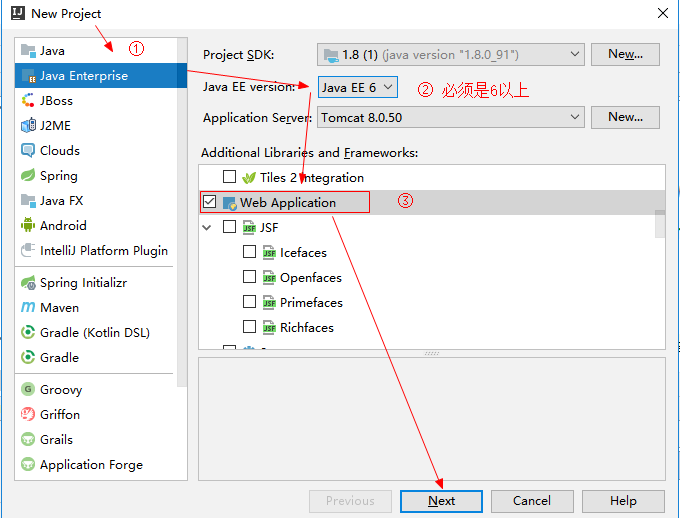 New Project
①
Java
Java Enterprise
JBoss
J2ME
Clouds
Spring
Java FX
Android
IntelliJ Platform Plugin
Spring Initializr
Maven
Gradle (Kotlin DSL)
Gradle
Groovy
Griffon
Grails
Application Forge
Project SDK: 1.8 (1) (java version "1.8.0_91") New...
Java EE version: Java EE 6 ② 必须是6以上
Application Server: Tomcat 8.0.50 New...
Additional Libraries and Frameworks:
Tiles 2 Integration
Web Application ③
JSF
Icefaces
Openfaces
Primefaces
Richfaces
Previous Next Cancel Help